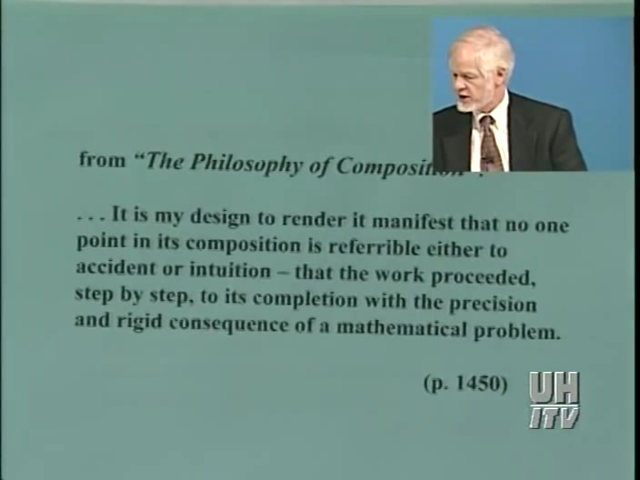 from “The Philosophy of Composition”:
. . . It is my design to render it manifest that no one
point in its composition is referrible either to
accident or intuition – that the work proceeded,
step by step, to its completion with the precision
and rigid consequence of a mathematical problem.
(p. 1450)
UH
ITV